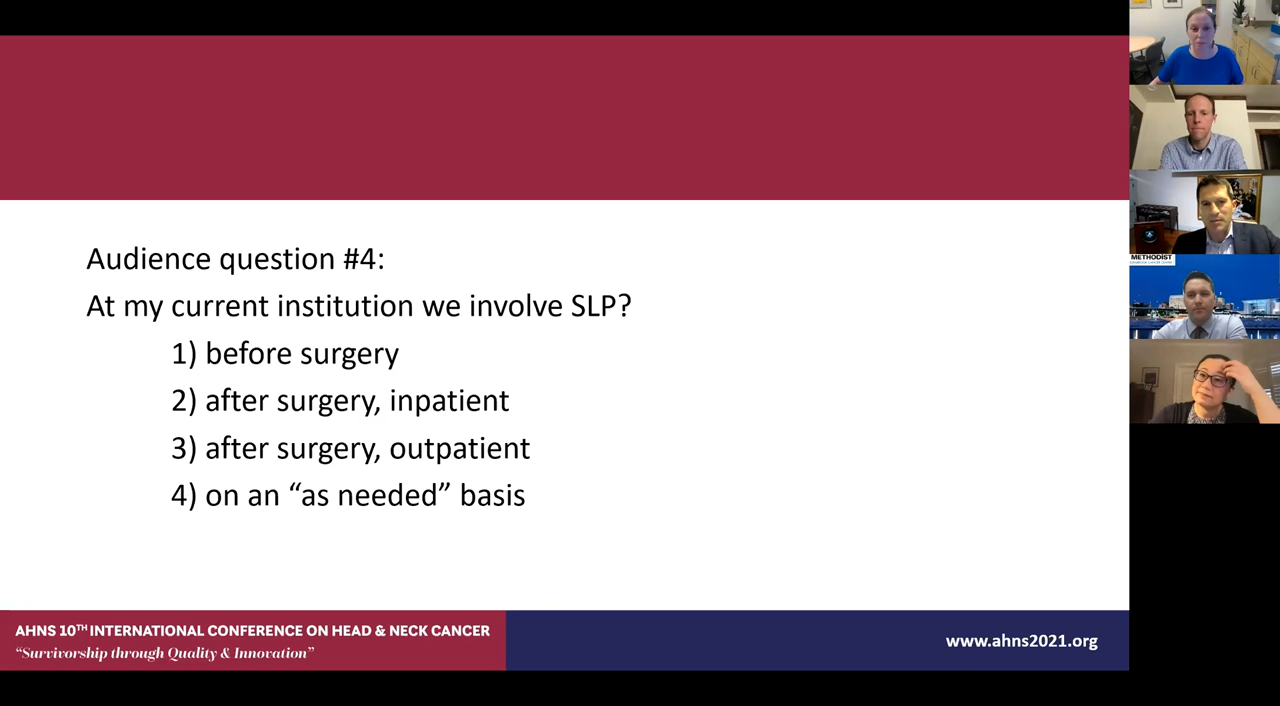 Audience question #4:
At my current institution we involve SLP?
1) before surgery
2) after surgery, inpatient
3) after surgery, outpatient
4) on an “as needed” basis
AHNS 10TH INTERNATIONAL CONFERENCE ON HEAD & NECK CANCER
“Survivorship through Quality & Innovation”
www.ahns2021.org
METHODIST